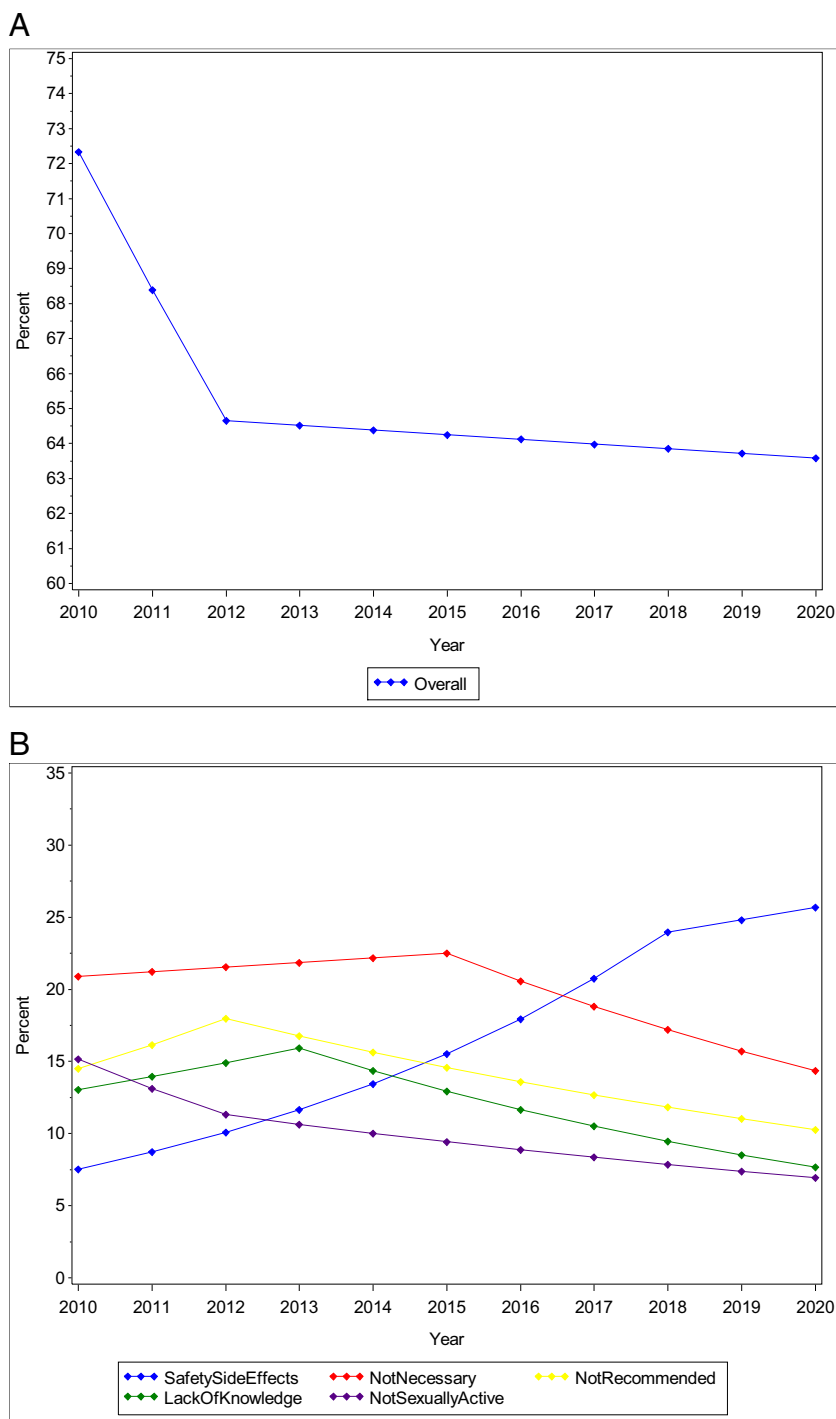 A
75
74
73
72
71
70
69
68
67
66
65
64
63
62
61
60
Percent
2010 2011 2012 2013 2014 2015 2016 2017 2018 2019 2020
Year
Overall
B
35
30
25
20
15
10
5
0
Percent
2010 2011 2012 2013 2014 2015 2016 2017 2018 2019 2020
Year
SafetySideEffects NotNecessary NotRecommended
LackOfKnowledge NotSexuallyActive